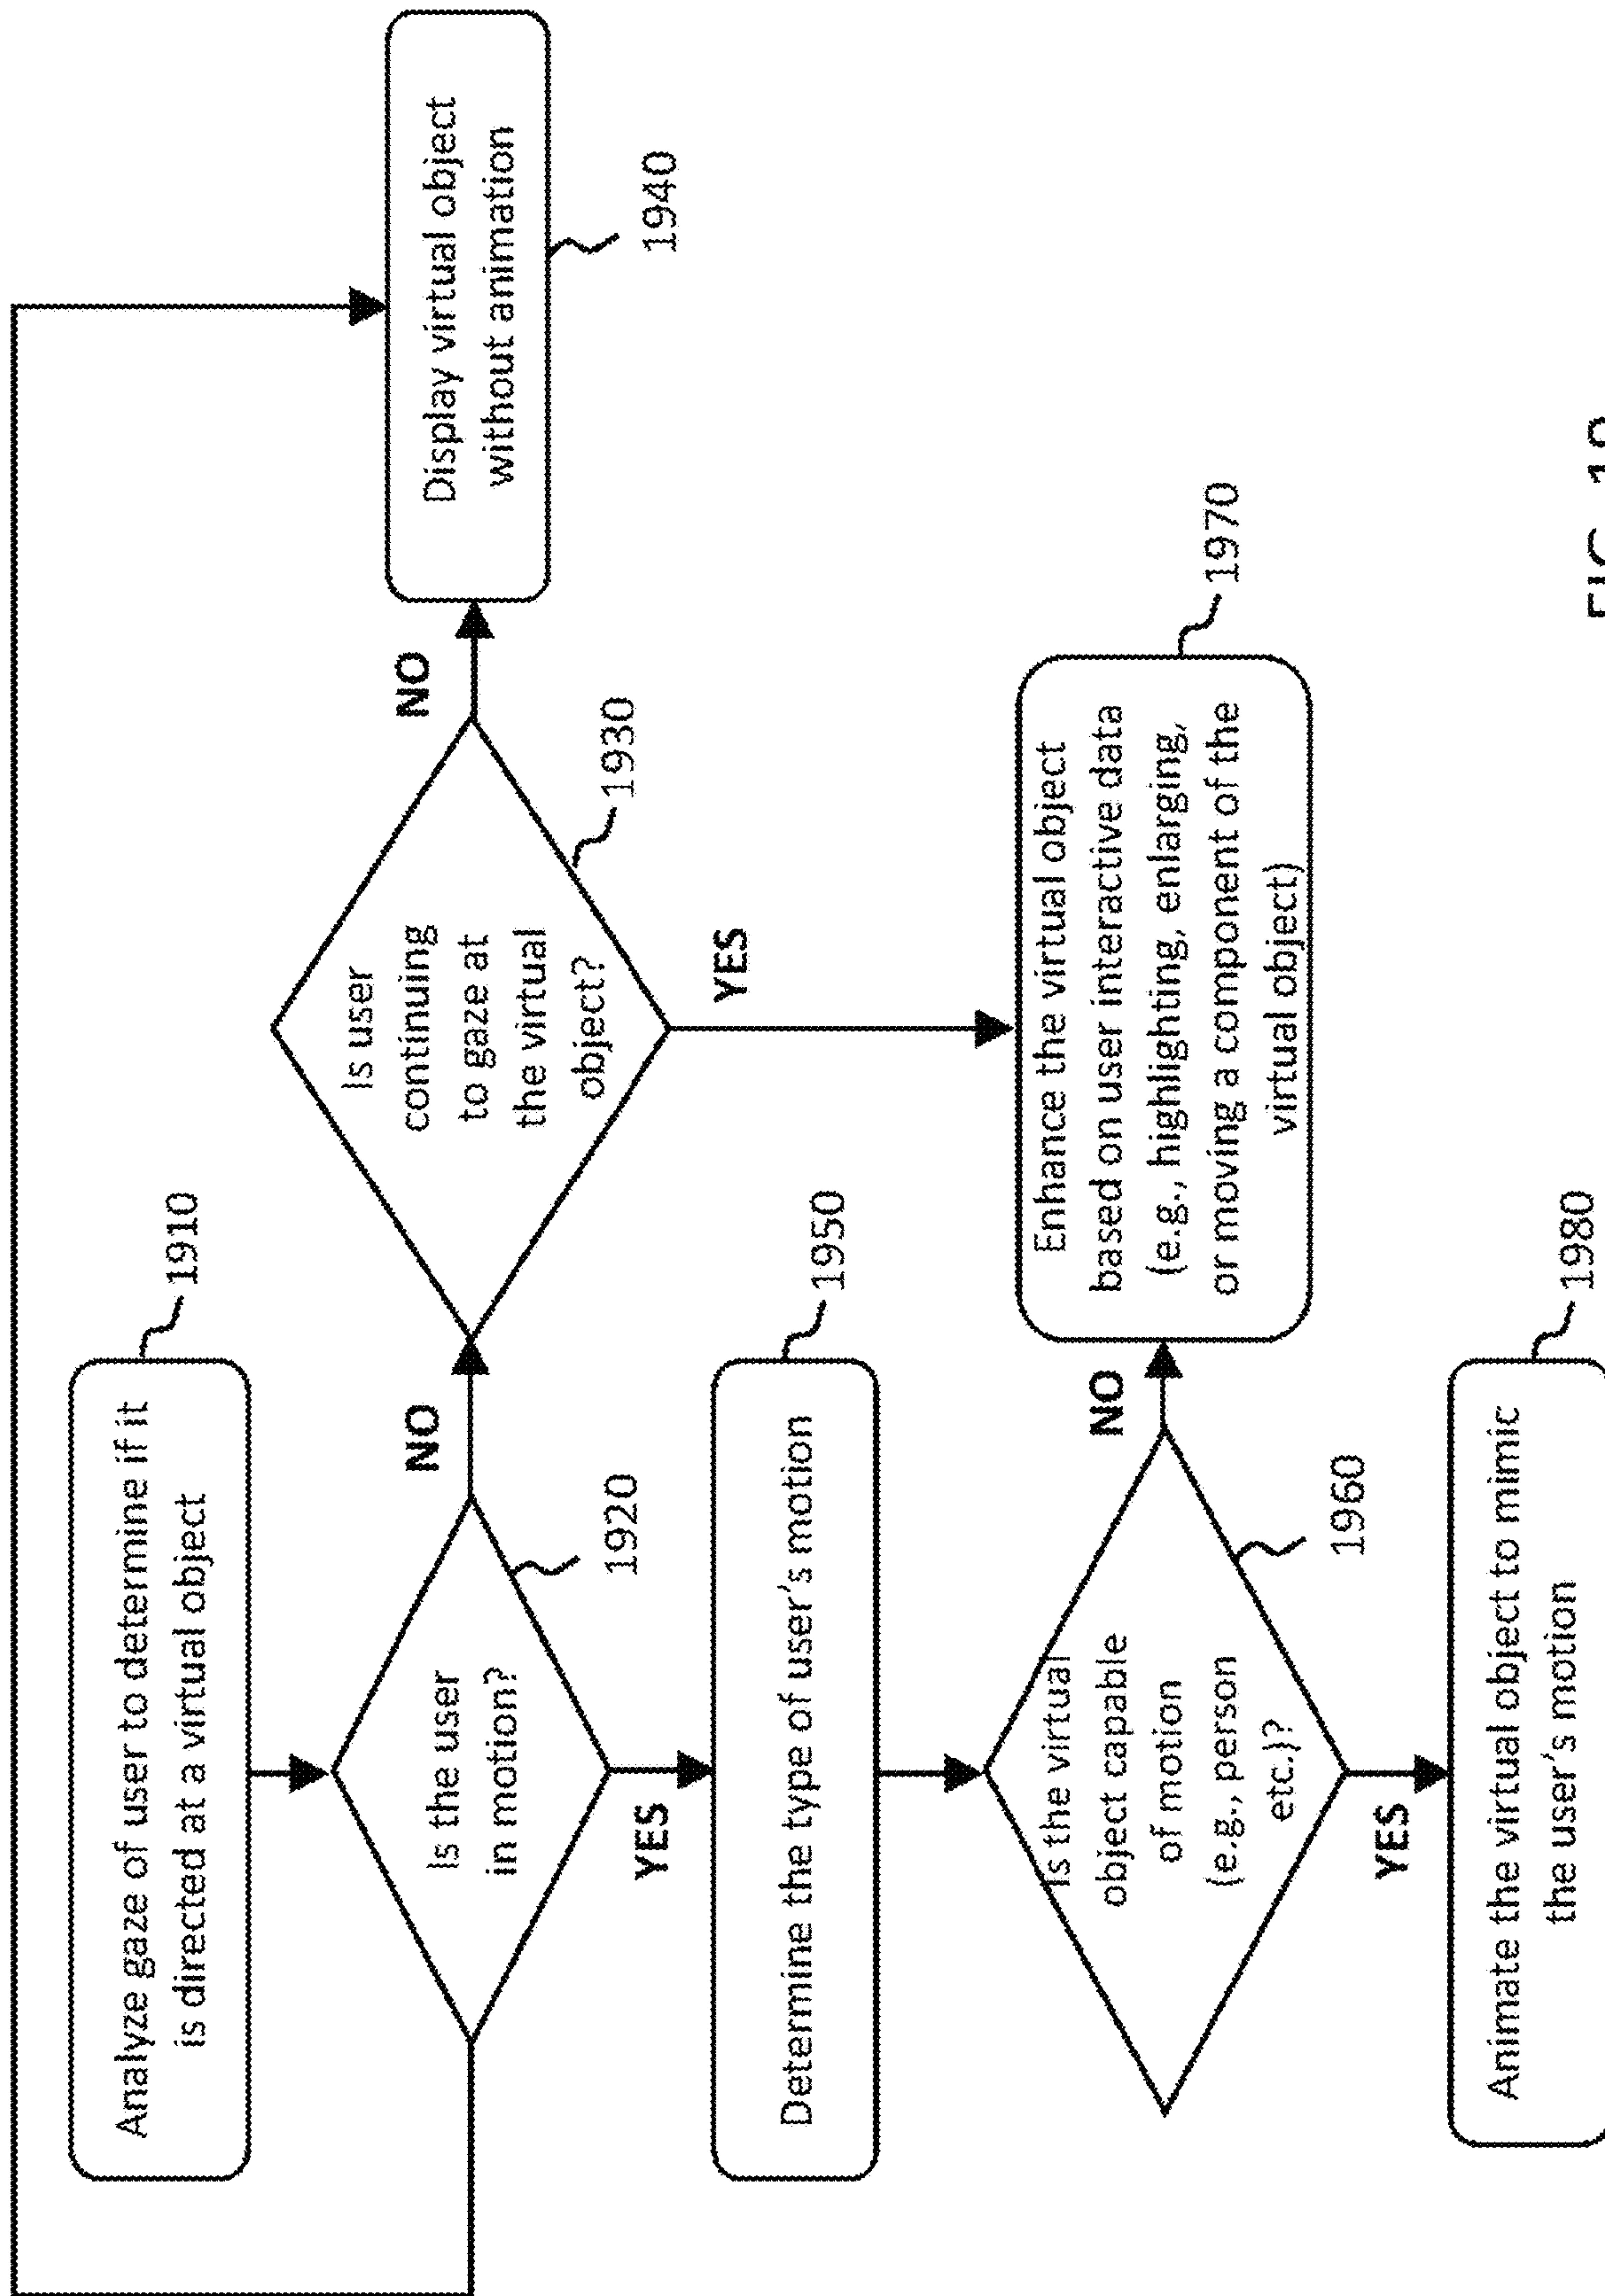 Analyze gaze of user to determine if it
is directed at a virtual object
1910
Is the user
in motion?
1920
NO
YES
Is user
continuing
to gaze at
the virtual
object?
1930
NO
YES
Display virtual object
without animation
1940
Determine the type of user's motion
1950
Is the virtual
object capable
of motion
(e.g., person
etc.)?
1960
NO
YES
Enhance the virtual object
based on user interactive data
(e.g., highlighting, enlarging,
or moving a component of the
virtual object)
1970
Animate the virtual object to mimic
the user's motion
1980
FIG.